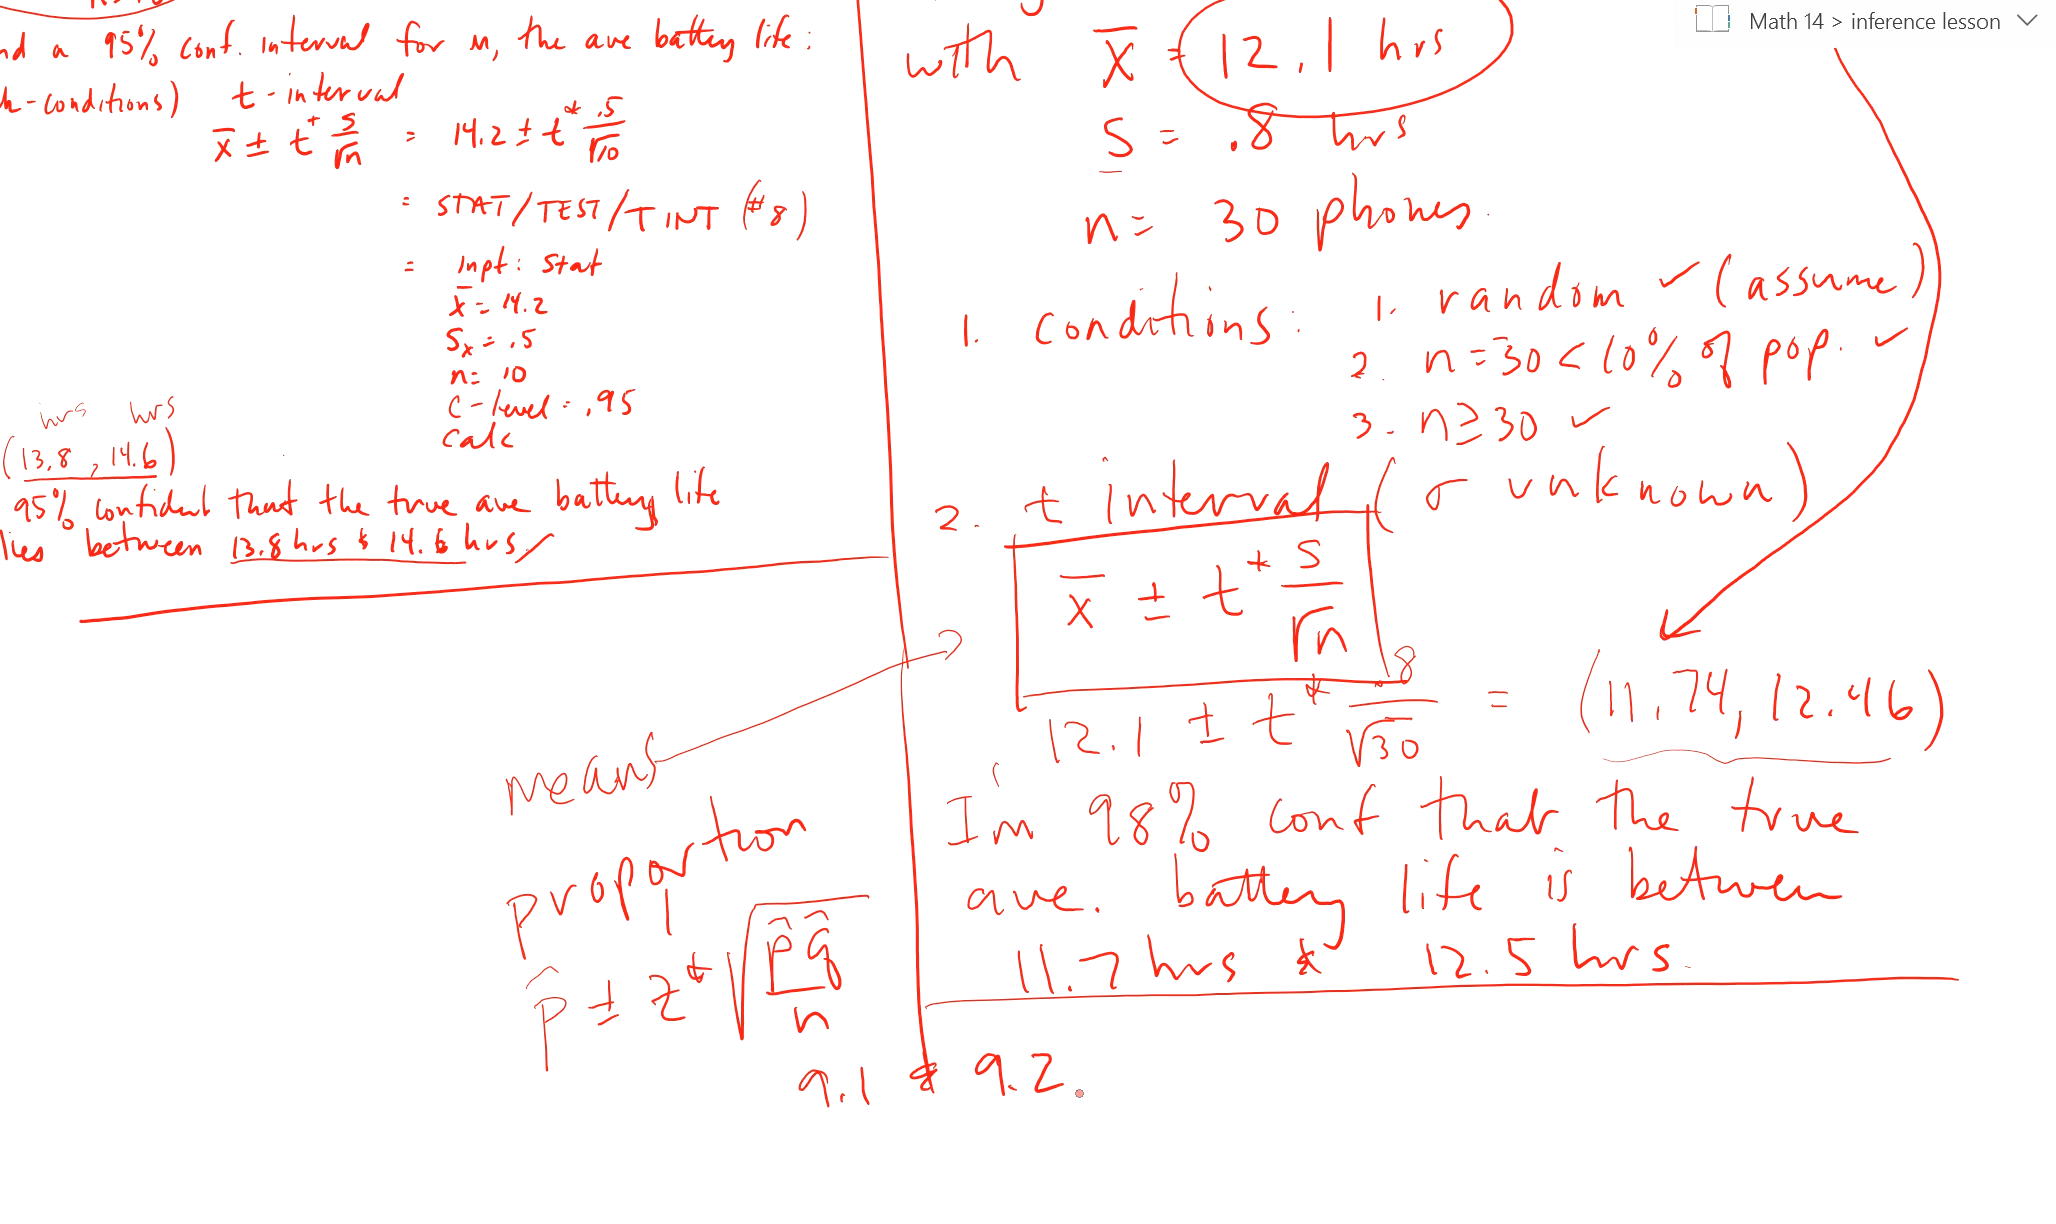 a 95% conf. interval for μ, the ave battery life :
-conditions) t-interval
x̄ ± t* s/√n = 14.2 ± t* .5/√10
= STAT/TEST/T INT (#8)
= Inpt: Stat
x̄ = 14.2
Sx = .5
n= 10
C-level = .95
Calc
hrs hrs
(13.8, 14.6)
95% confident that the true ave battery life
lies between 13.8 hrs & 14.6 hrs
means
proportion
p̂ ± z* √(p̂q̂/n)
9.1 & 9.2.
Math 14 > inference lesson
with x̄ = 12.1 hrs
S = .8 hrs
n= 30 phones.
1. conditions: 1. random ✓ (assume)
2. n=30 < 10% of pop. ✓
3. n≥30 ✓
2. t interval (σ unknown)
x̄ ± t* s/√n
12.1 ± t* .8/√30 = (11.74, 12.46)
I'm 98% conf that the true
ave. battery life is between
11.7 hrs & 12.5 hrs.